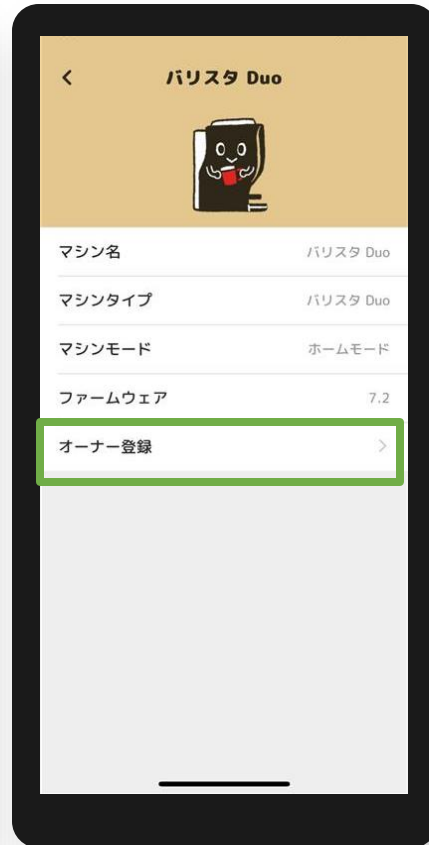 バリスタ Duo
マシン名 バリスタ Duo
マシンタイプ バリスタ Duo
マシンモード ホームモード
ファームウェア 7.2
オーナー登録